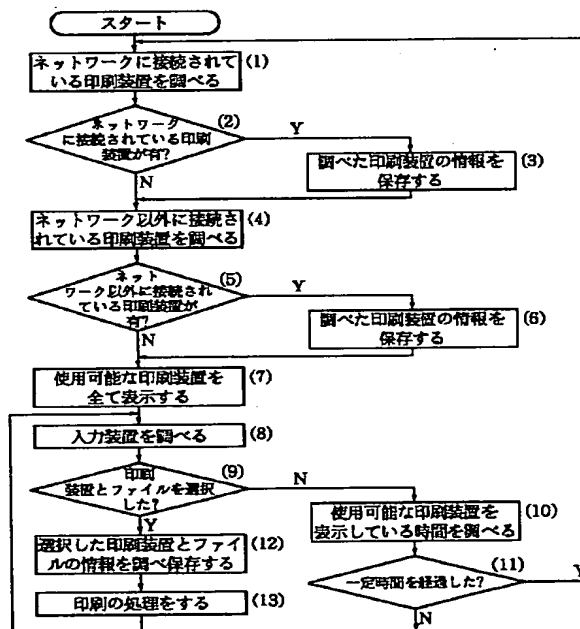 スタート
ネットワークに接続されて (1)
いる印刷装置を調べる
(2)
ネットワーク
に接続されている印刷
装置が有?
Y
N
調べた印刷装置の情報を (3)
保存する
ネットワーク以外に接続さ (4)
れている印刷装置を調べる
(5)
ネット
ワーク以外に接続され
ている印刷装置が
有?
Y
N
調べた印刷装置の情報を (6)
保存する
使用可能な印刷装置を (7)
全て表示する
入力装置を調べる (8)
(9)
印刷
装置とファイルを選択
した?
N
Y
使用可能な印刷装置を (10)
表示している時間を調べる
選択した印刷装置とファイ (12)
ルの情報を調べ保存する
(11)
一定時間を経過した?
Y
N
印刷の処理をする (13)